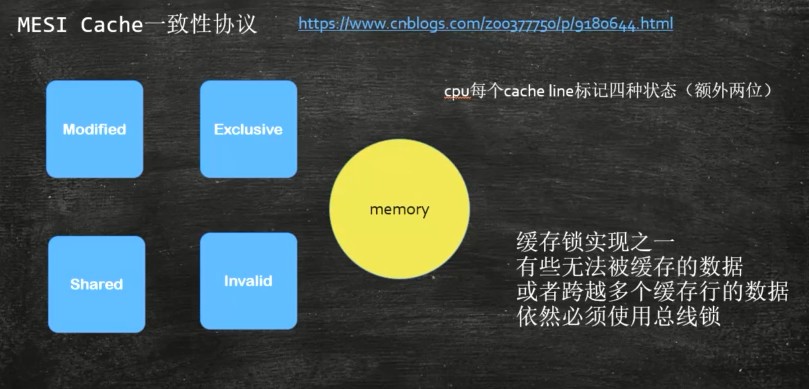 MESI Cache一致性协议
https://www.cnblogs.com/z00377750/p/9180644.html
cpu每个cache line标记四种状态（额外两位）
Modified
Exclusive
memory
Shared
Invalid
缓存锁实现之一
有些无法被缓存的数据
或者跨越多个缓存行的数据
依然必须使用总线锁